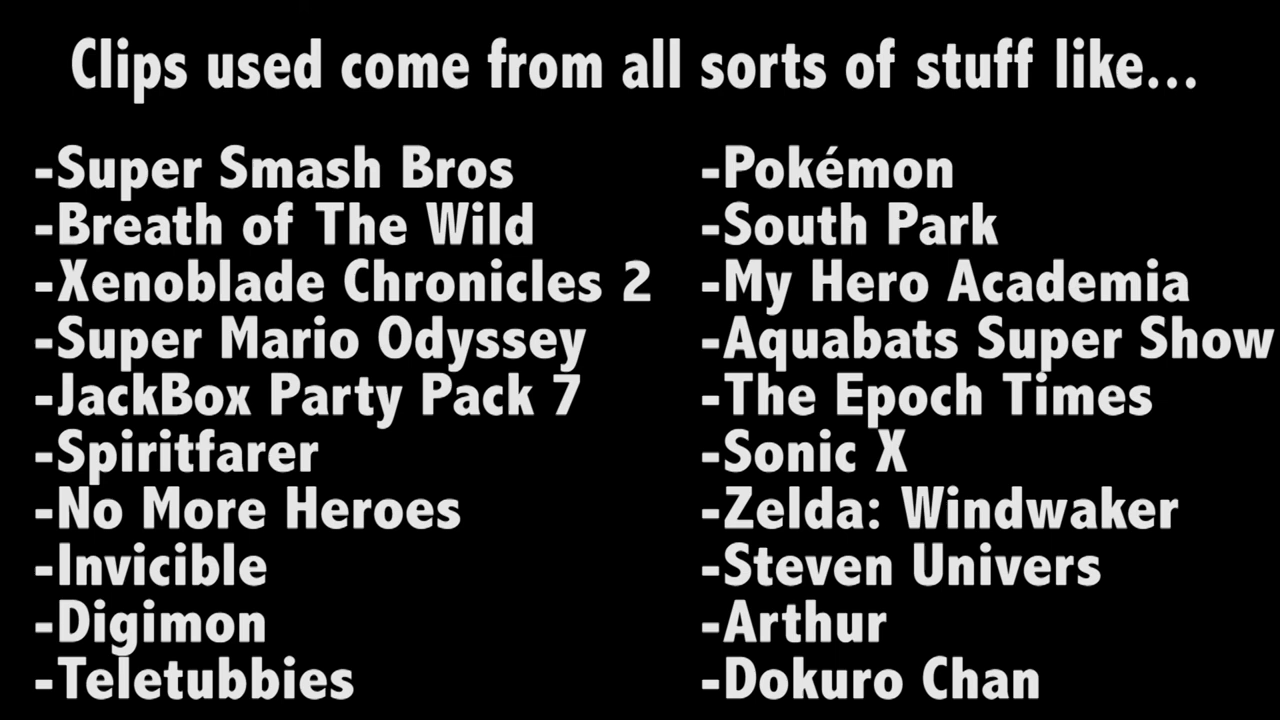 Clips used come from all sorts of stuff like...
-Super Smash Bros
-Breath of The Wild
-Xenoblade Chronicles 2
-Super Mario Odyssey
-JackBox Party Pack 7
-Spiritfarer
-No More Heroes
-Invicible
-Digimon
-Teletubbies
-Pokémon
-South Park
-My Hero Academia
-Aquabats Super Show
-The Epoch Times
-Sonic X
-Zelda: Windwaker
-Steven Univers
-Arthur
-Dokuro Chan